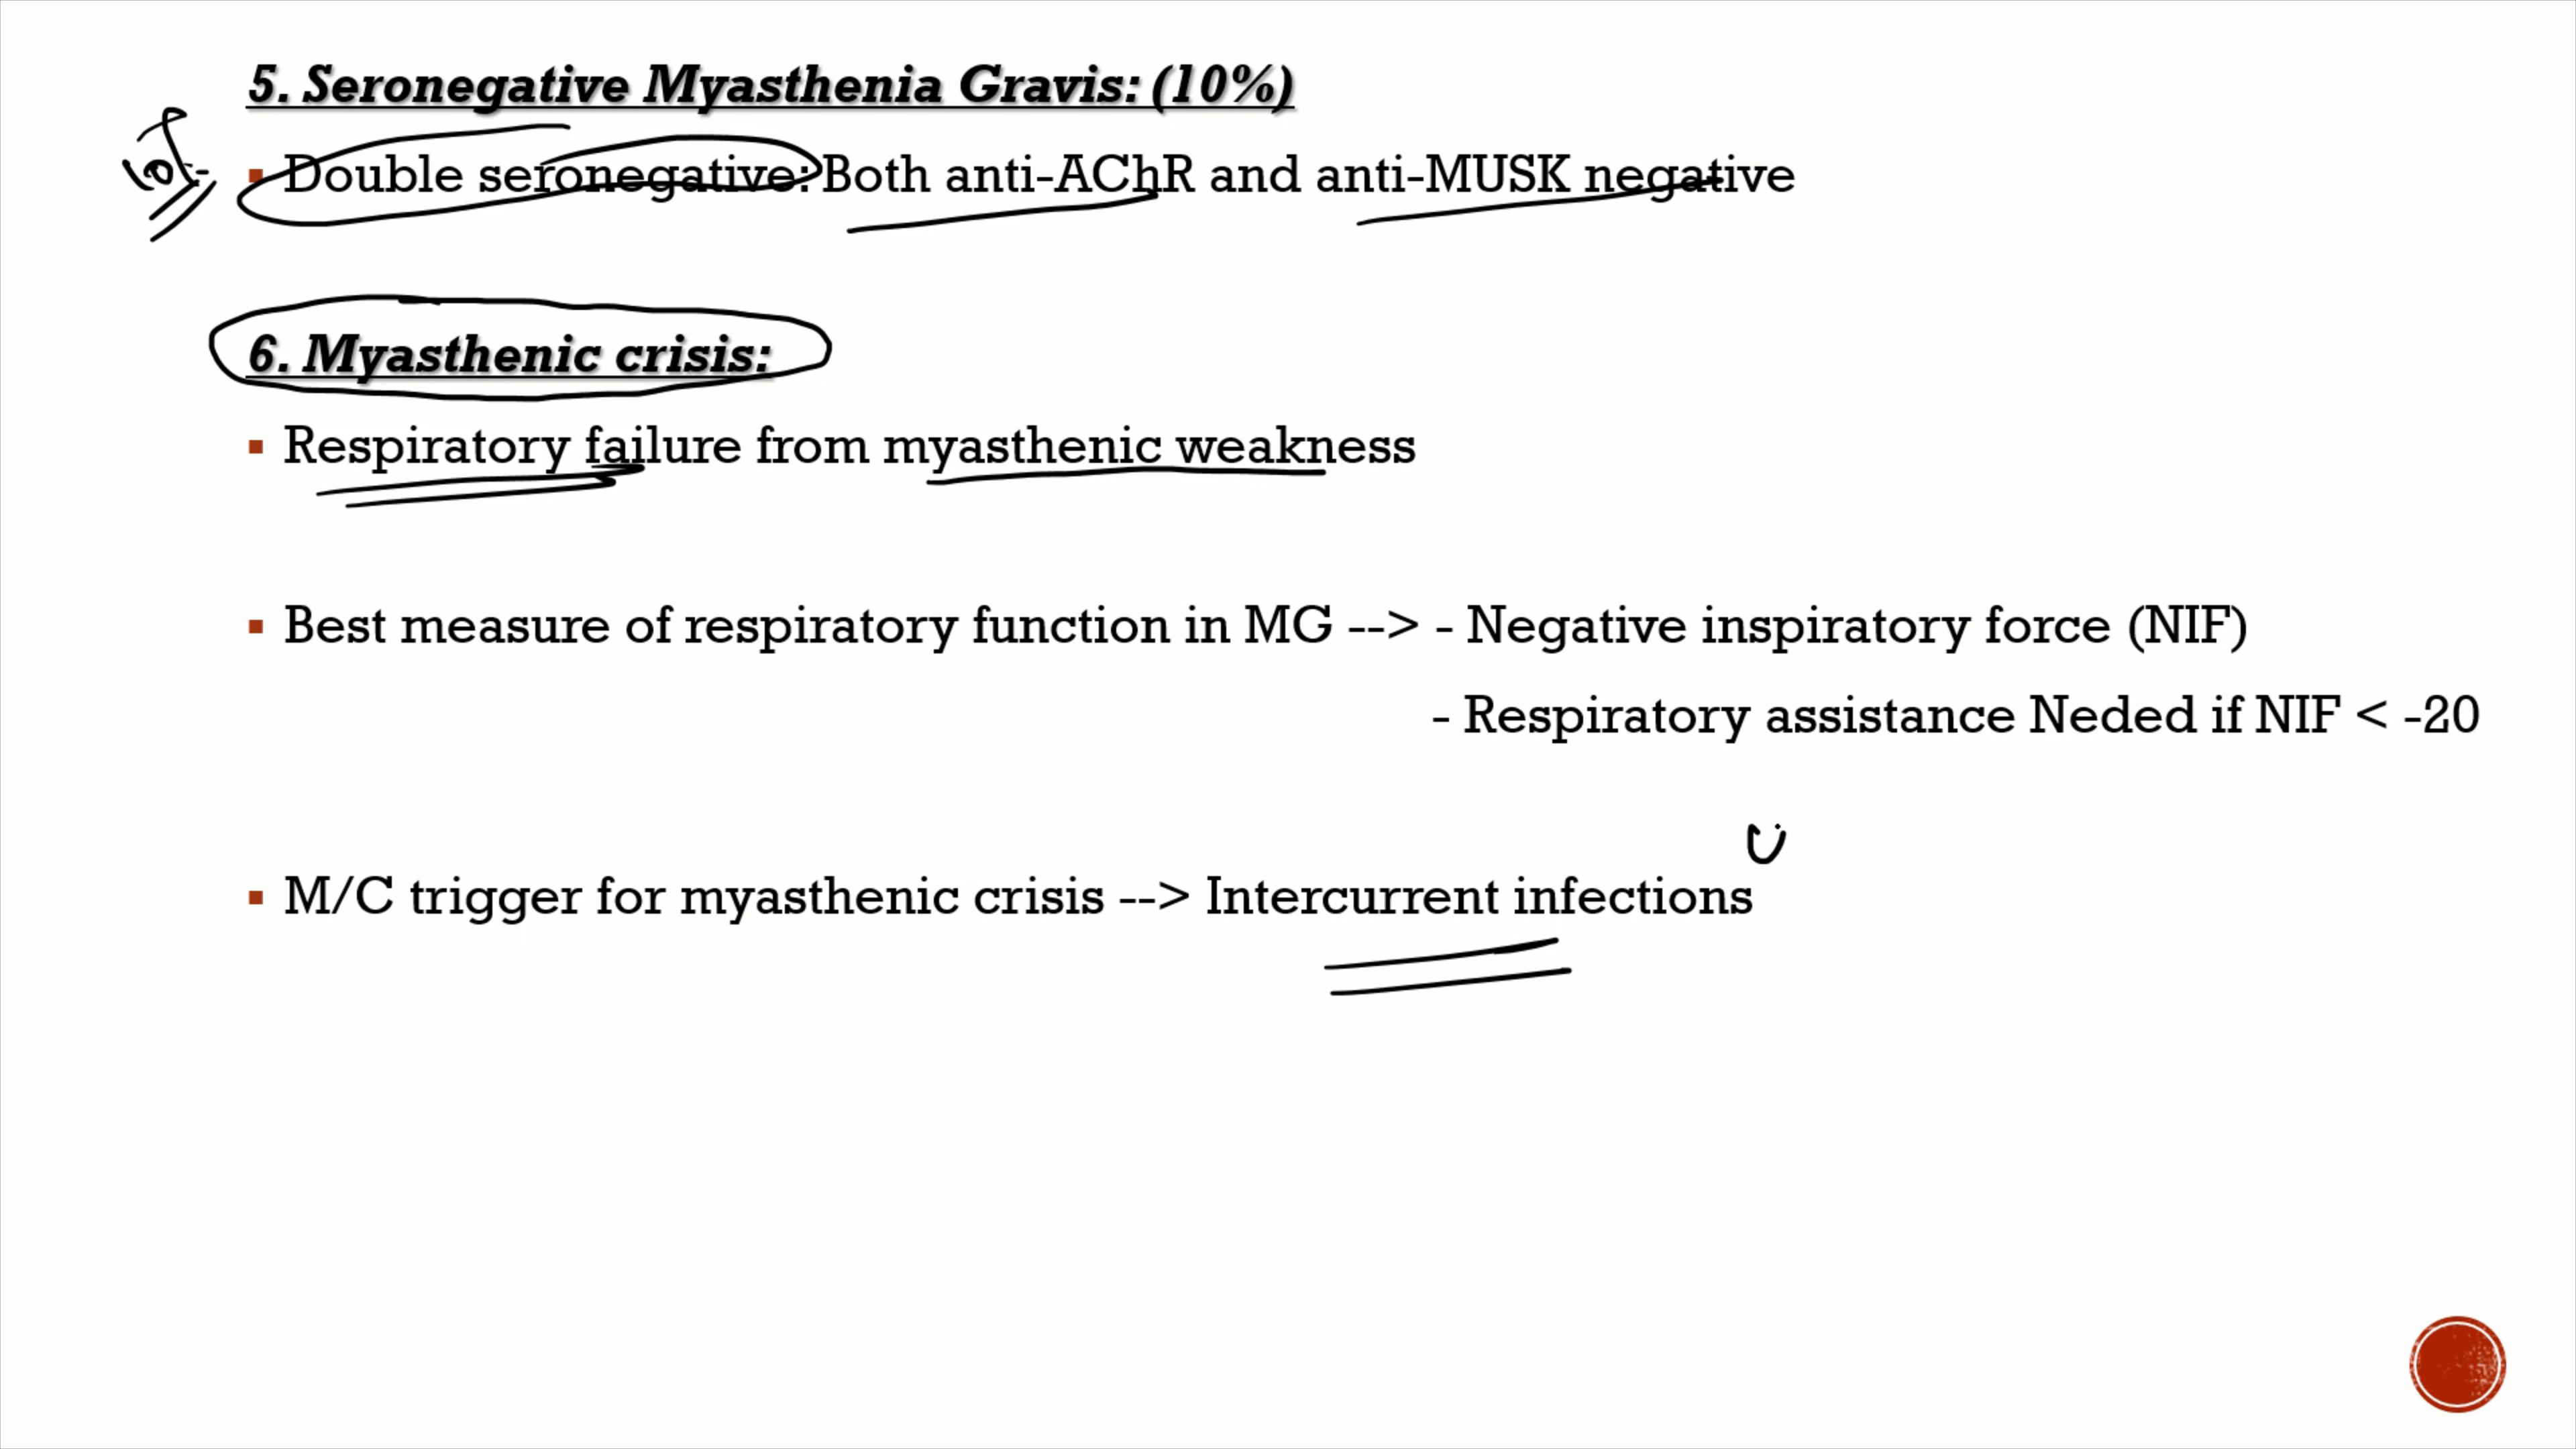 5. Seronegative Myasthenia Gravis: (10%)
▪ Double seronegative: Both anti-AChR and anti-MUSK negative
6. Myasthenic crisis:
▪ Respiratory failure from myasthenic weakness
▪ Best measure of respiratory function in MG --> - Negative inspiratory force (NIF)
- Respiratory assistance Neded if NIF < -20
▪ M/C trigger for myasthenic crisis --> Intercurrent infections